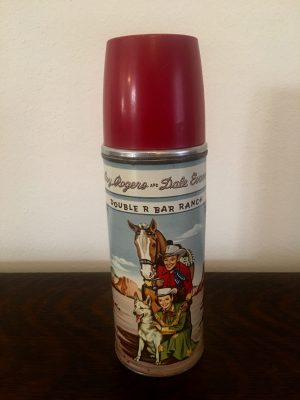 Rogers AND Dale
DOUBLE R BAR RANCH